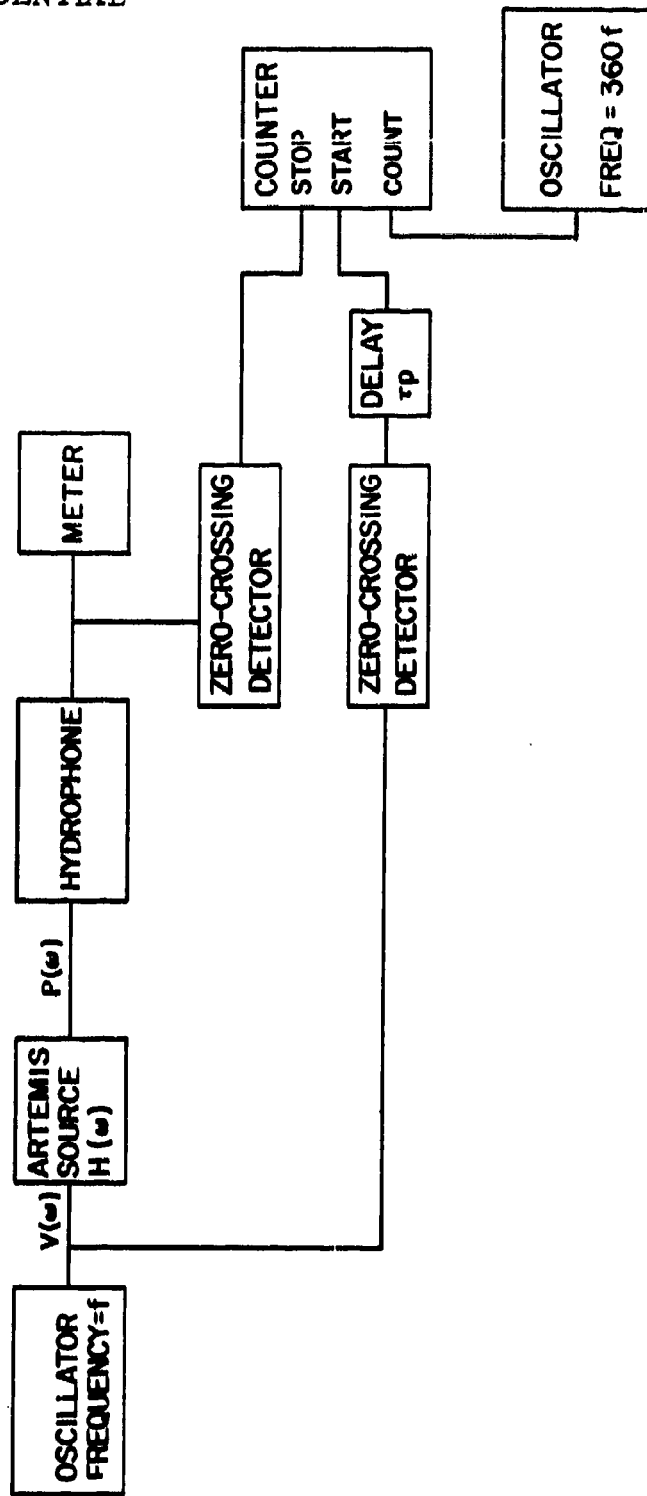 OSCILLATOR
FREQUENCY=f
V(ω)
ARTEMIS
SOURCE
H(ω)
P(ω)
HYDROPHONE
METER
ZERO-CROSSING
DETECTOR
ZERO-CROSSING
DETECTOR
DELAY
τp
COUNTER
STOP
START
COUNT
OSCILLATOR
FREQ = 360f